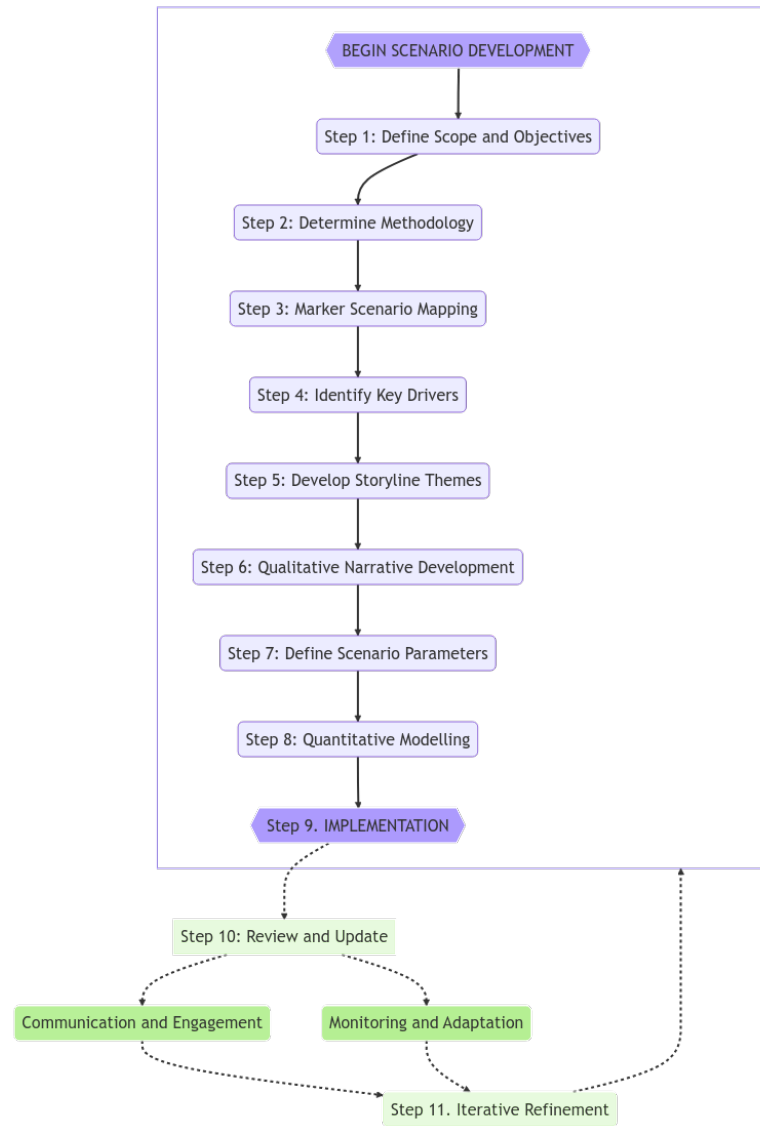 BEGIN SCENARIO DEVELOPMENT
Step 1: Define Scope and Objectives
Step 2: Determine Methodology
Step 3: Marker Scenario Mapping
Step 4: Identify Key Drivers
Step 5: Develop Storyline Themes
Step 6: Qualitative Narrative Development
Step 7: Define Scenario Parameters
Step 8: Quantitative Modelling
Step 9. IMPLEMENTATION
Step 10: Review and Update
Communication and Engagement
Monitoring and Adaptation
Step 11. Iterative Refinement